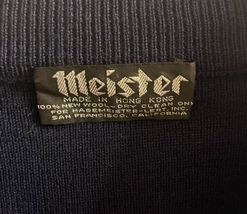 Meister
MADE IN HONG KONG
100% NEW WOOL-DRY CLEAN ONLY
FOR HASEMEISTER-LEAF, INC.
SAN FRANCISCO, CALIFORNIA